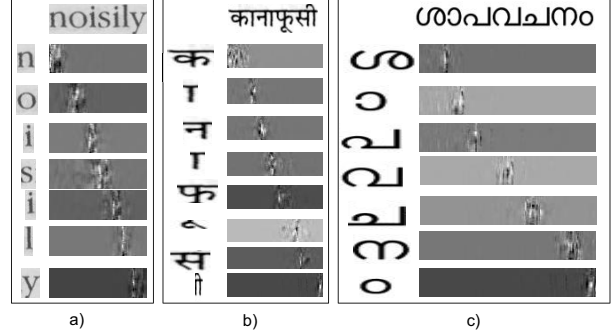 noisily
n
o
i
s
i
l
y
a)
कानाफूसी
क
ा
न
ा
फ
ू
स
ी
b)
ശാപവചനം
ശ
ാ
പ
വ
ച
ന
ം
c)